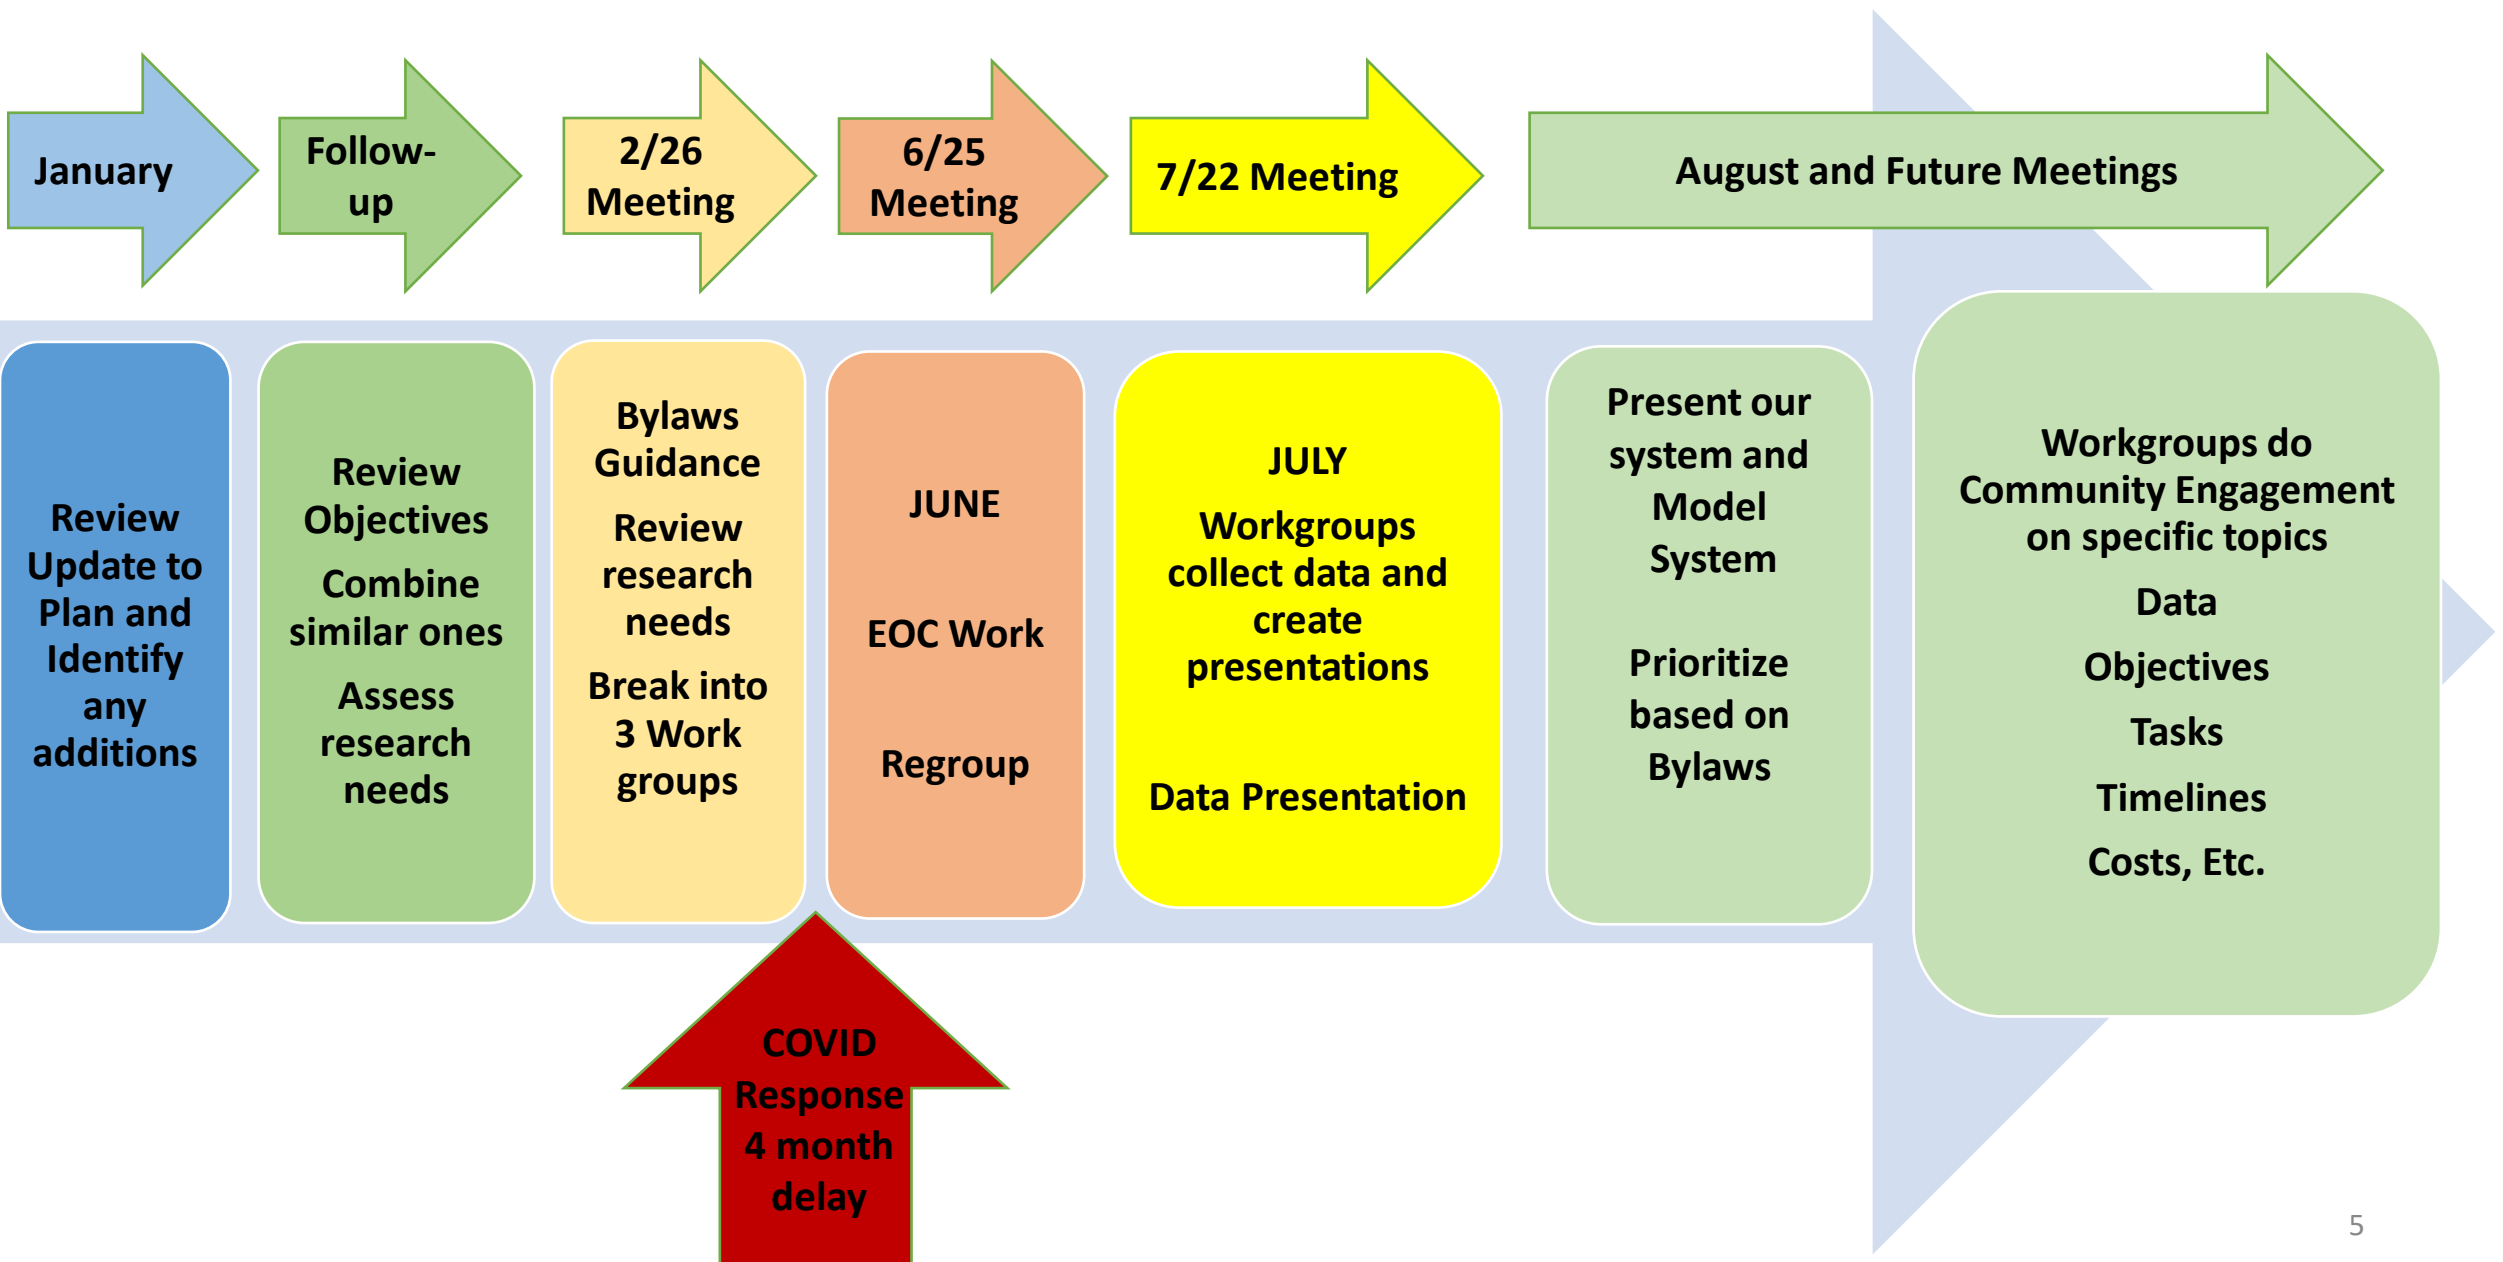 January
Follow-
up
2/26
Meeting
6/25
Meeting
7/22 Meeting
August and Future Meetings
Review
Update to
Plan and
Identify
any
additions
Review
Objectives
Combine
similar ones
Assess
research
needs
Bylaws
Guidance
Review
research
needs
Break into
3 Work
groups
JUNE
EOC Work
Regroup
JULY
Workgroups
collect data and
create
presentations
Data Presentation
Present our
system and
Model
System
Prioritize
based on
Bylaws
Workgroups do
Community Engagement
on specific topics
Data
Objectives
Tasks
Timelines
Costs, Etc.
COVID
Response
4 month
delay
5